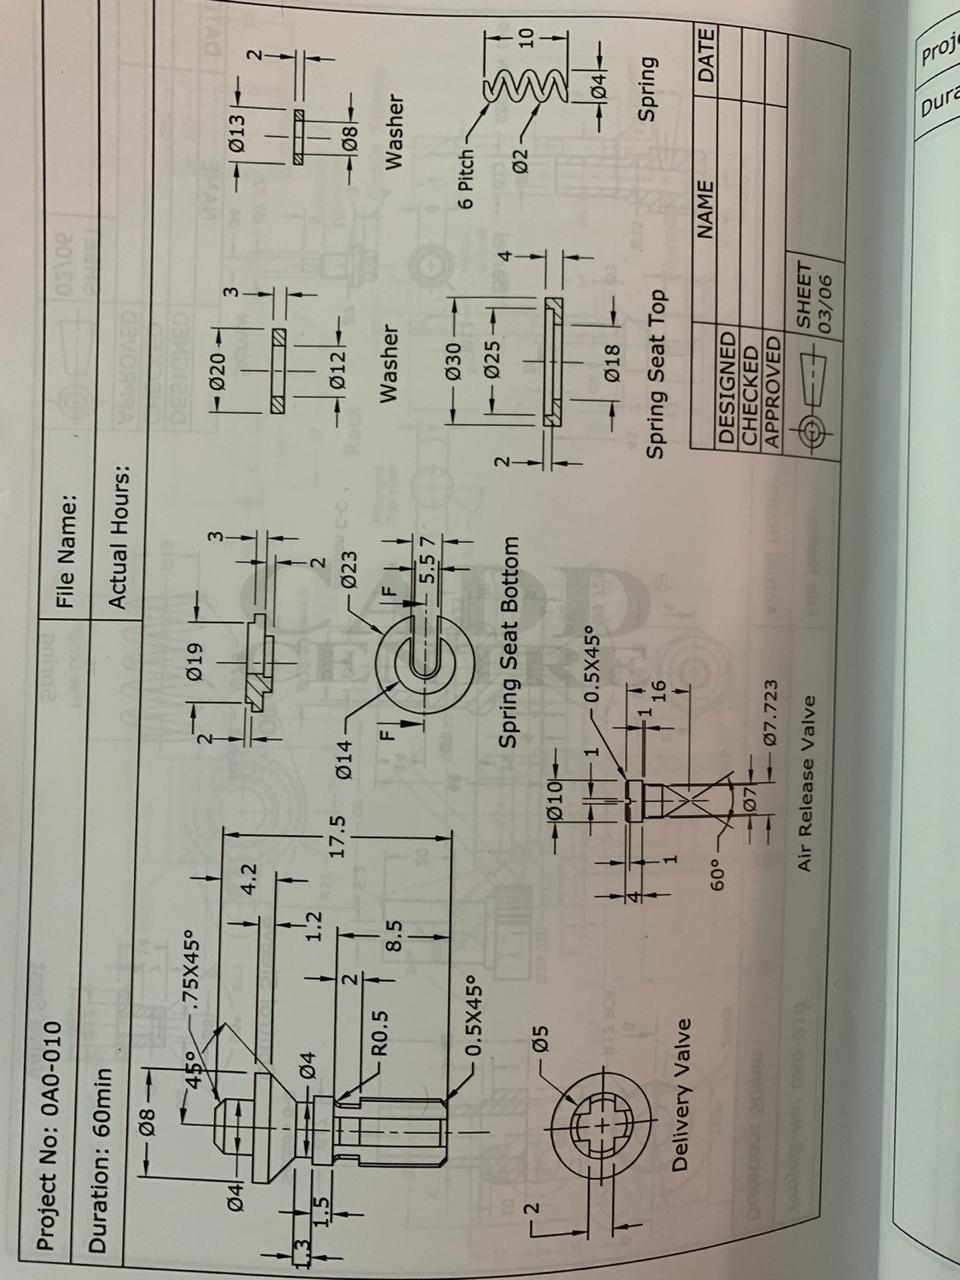 Project No: 0A0-010
File Name:
Duration: 60min
Actual Hours:
Ø8
45°
.75X45°
Ø4
4.2
1.3
1.5
Ø4
1.2
17.5
2
R0.5
8.5
0.5X45°
2
Ø5
Delivery Valve
2
Ø19
3
2
Ø14
Ø23
F
F
5.5
7
Spring Seat Bottom
Ø20
3
Ø12
Washer
Ø13
2
Ø8
Washer
Ø30
Ø25
2
4
Ø18
Spring Seat Top
6 Pitch
Ø2
10
Ø4
Spring
Ø10
1
0.5X45°
4
1
1
16
60°
Ø7
Ø7.723
Air Release Valve
NAME
DATE
DESIGNED
CHECKED
APPROVED
SHEET
03/06